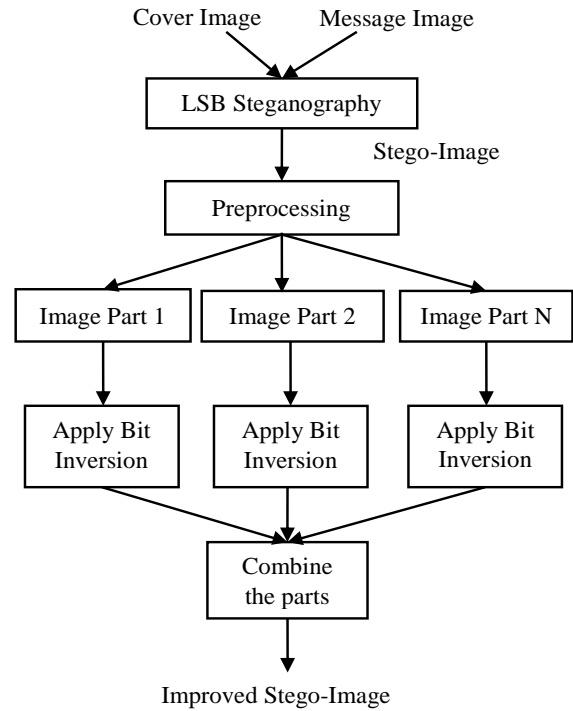 Cover Image
Message Image
LSB Steganography
Stego-Image
Preprocessing
Image Part 1
Image Part 2
Image Part N
Apply Bit
Inversion
Apply Bit
Inversion
Apply Bit
Inversion
Combine
the parts
Improved Stego-Image